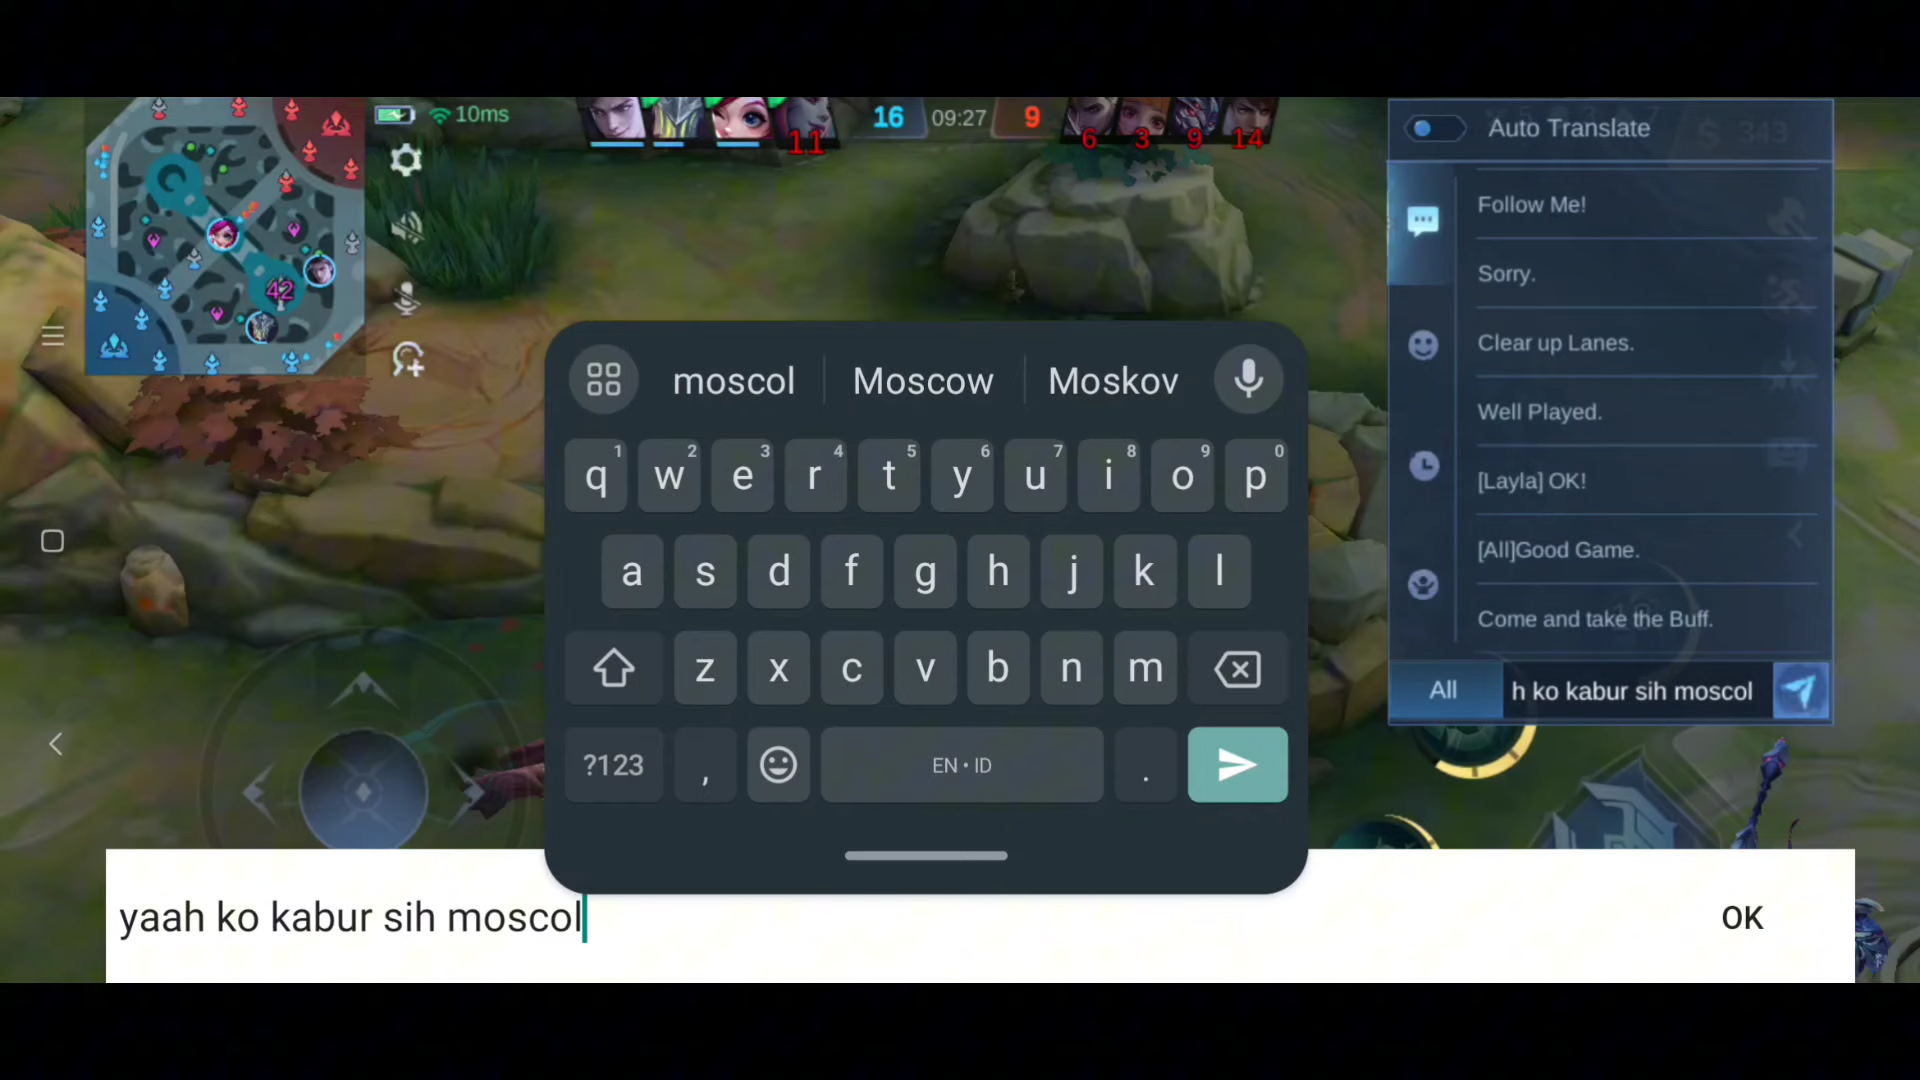 10ms
11
16 09:27 9
6 3 9 14
Auto Translate
343
42
Follow Me!
Sorry.
Clear up Lanes.
Well Played.
[Layla] OK!
[All]Good Game.
Come and take the Buff.
All h ko kabur sih moscol
moscol Moscow Moskov
1 2 3 4 5 6 7 8 9 0
q w e r t y u i o p
a s d f g h j k l
z x c v b n m
?123 , EN • ID .
yaah ko kabur sih moscol OK